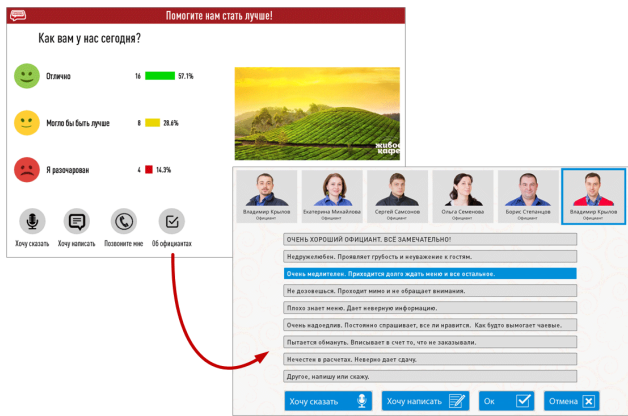 Помогите нам стать лучше!
Как вам у нас сегодня?
Отлично 16 57.1%
Могло бы быть лучше 8 28.6%
Я разочарован 4 14.3%
живое
кафе
Хочу сказать Хочу написать Позвоните мне Об официантах
Владимир Крылов Екатерина Михайлова Сергей Самсонов Ольга Семенова Борис Степанцев Владимир Крылов
Официант Официант Официант Официант Официант Официант
ОЧЕНЬ ХОРОШИЙ ОФИЦИАНТ. ВСЁ ЗАМЕЧАТЕЛЬНО!
Недружелюбен. Проявляет грубость и неуважение к гостям.
Очень медлителен. Приходится долго ждать меню и все остальное.
Не дозовешься. Проходит мимо и не обращает внимания.
Плохо знает меню. Дает неверную информацию.
Очень надоедлив. Постоянно спрашивает, все ли нравится. Как будто вымогает чаевые.
Пытается обмануть. Вписывает в счет то, что не заказывали.
Нечестен в расчетах. Неверно дает сдачу.
Другое, напишу или скажу.
Хочу сказать Хочу написать Ок Отмена